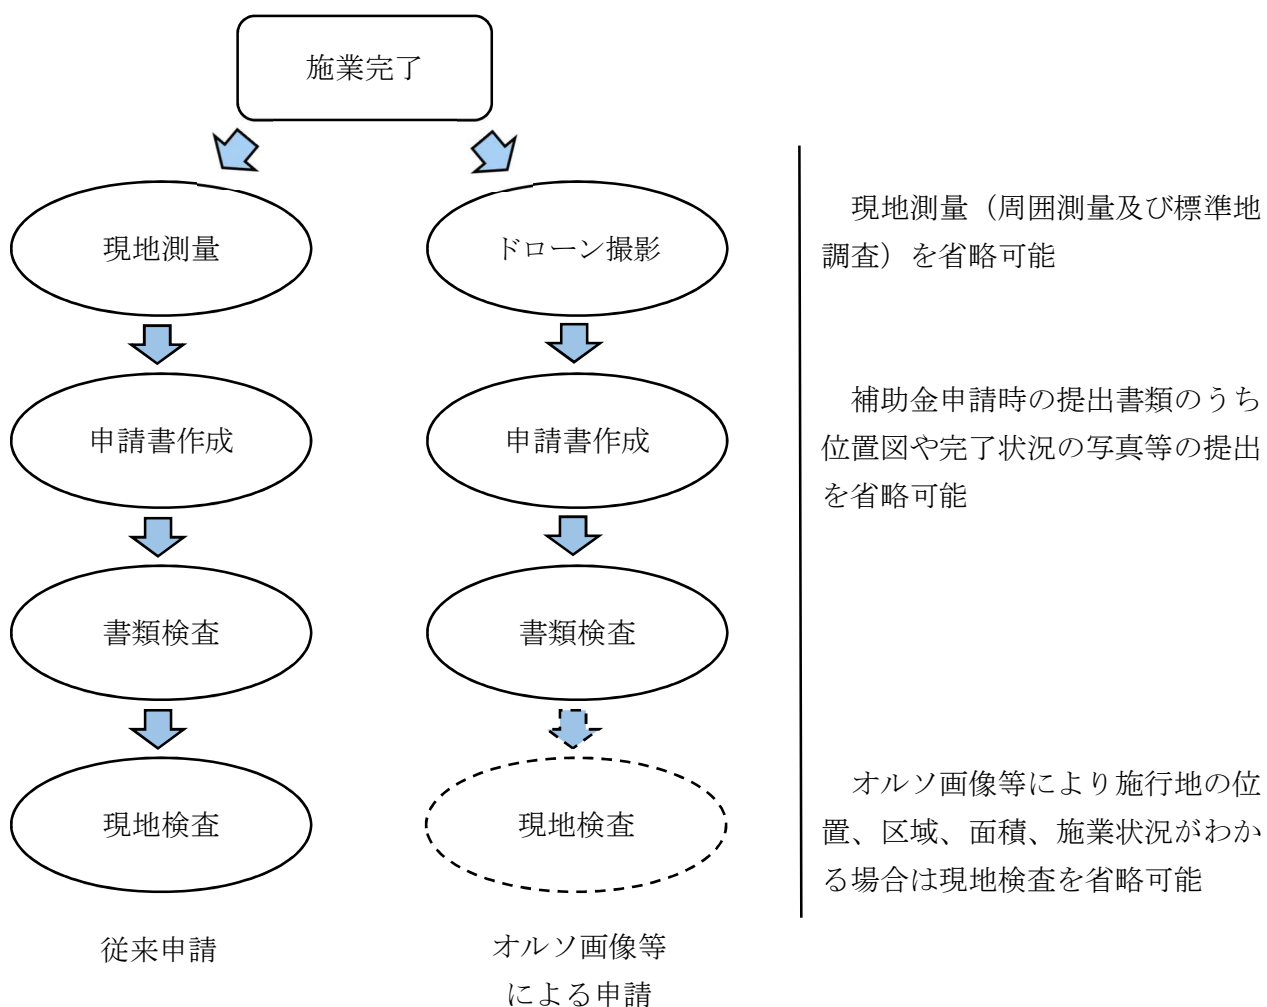 施業完了
現地測量
ドローン撮影
現地測量（周囲測量及び標準地
調査）を省略可能
申請書作成
申請書作成
補助金申請時の提出書類のうち
位置図や完了状況の写真等の提出
を省略可能
書類検査
書類検査
現地検査
現地検査
オルソ画像等により施行地の位
置、区域、面積、施業状況がわか
る場合は現地検査を省略可能
従来申請
オルソ画像等
による申請